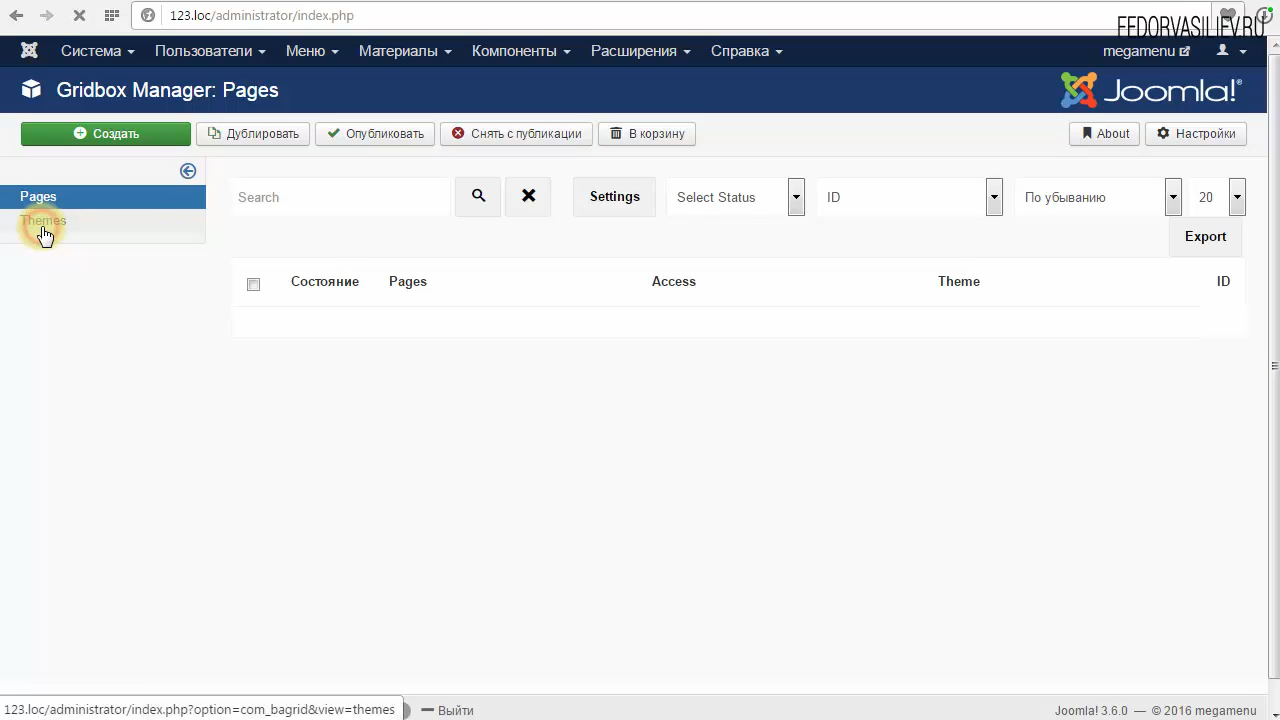 123.loc/administrator/index.php
FEDORVASILIEV.RU
Система Пользователи Меню Материалы Компоненты Расширения Справка megamenu
Gridbox Manager: Pages Joomla!®
Создать Дублировать Опубликовать Снять с публикации В корзину About Настройки
Pages
Themes
Search Settings Select Status ID По убыванию 20
Export
Состояние Pages Access Theme ID
123.loc/administrator/index.php?option=com_bagrid&view=themes Выйти Joomla! 3.6.0 — © 2016 megamenu